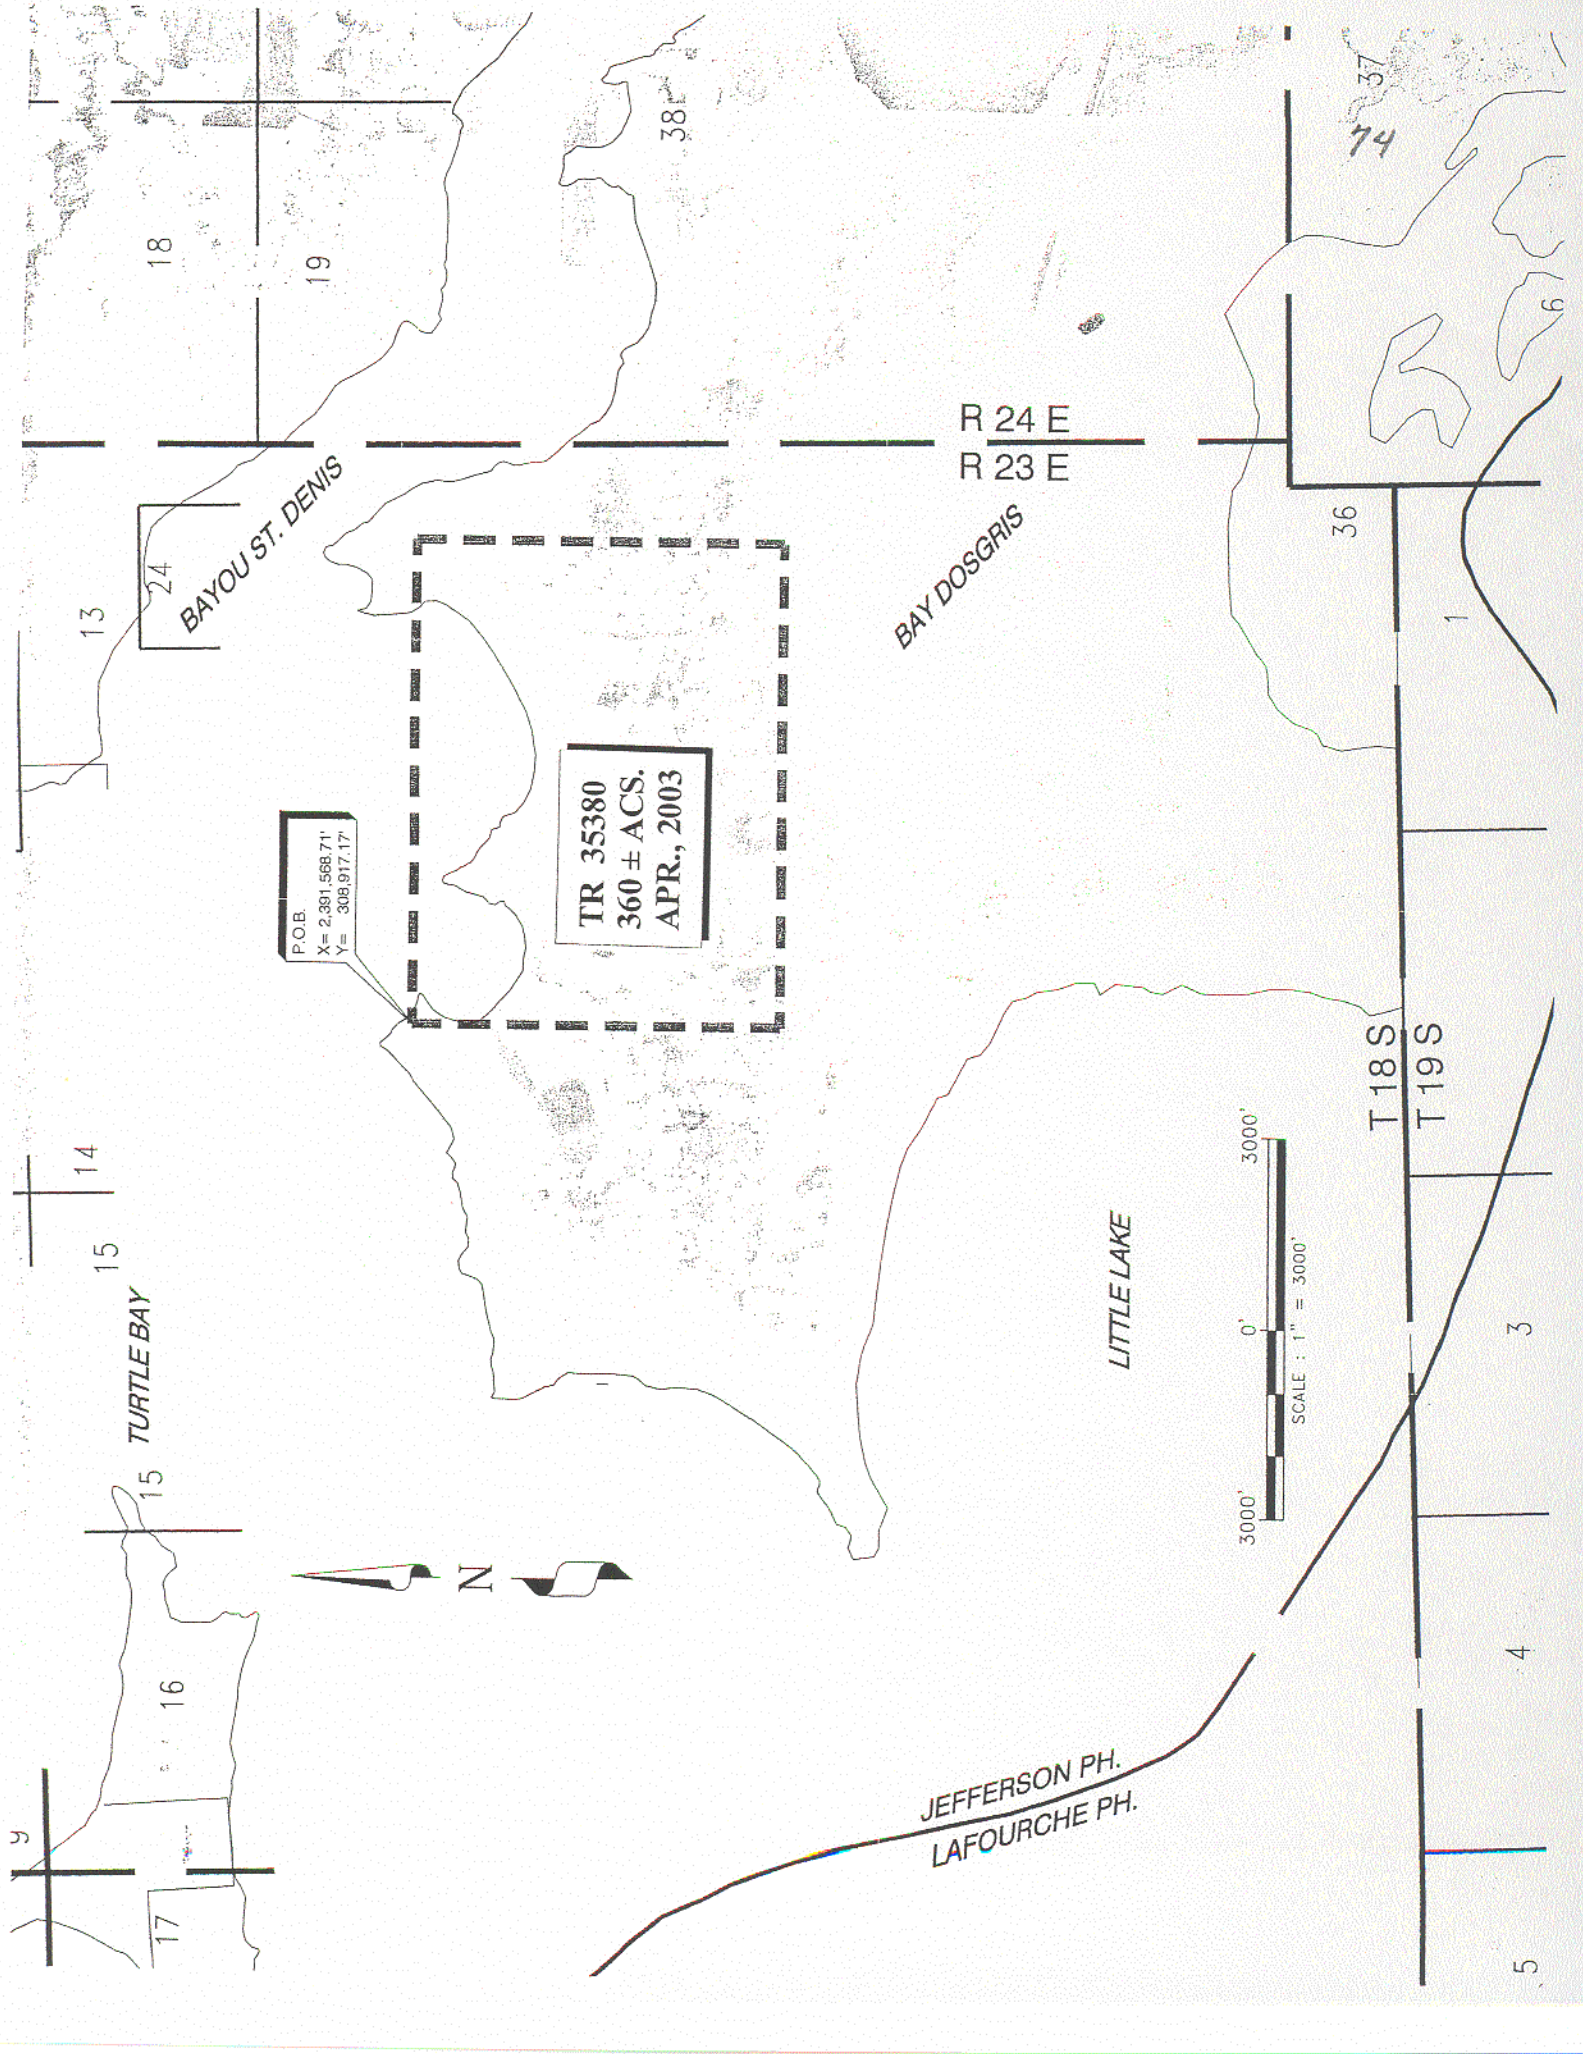 9
17
16
15
TURTLE BAY
15
14
13
24
BAYOU ST. DENIS
18
19
38
P.O.B.
X= 2,391,568.71'
Y= 308,917.17'
TR 35380
360 ± ACS.
APR., 2003
R 24 E
R 23 E
BAY DOSGRIS
N
LITTLE LAKE
JEFFERSON PH.
LAFOURCHE PH.
3000'
0'
3000'
SCALE : 1" = 3000'
T 18 S
T 19 S
36
37
74
6
1
3
4
5